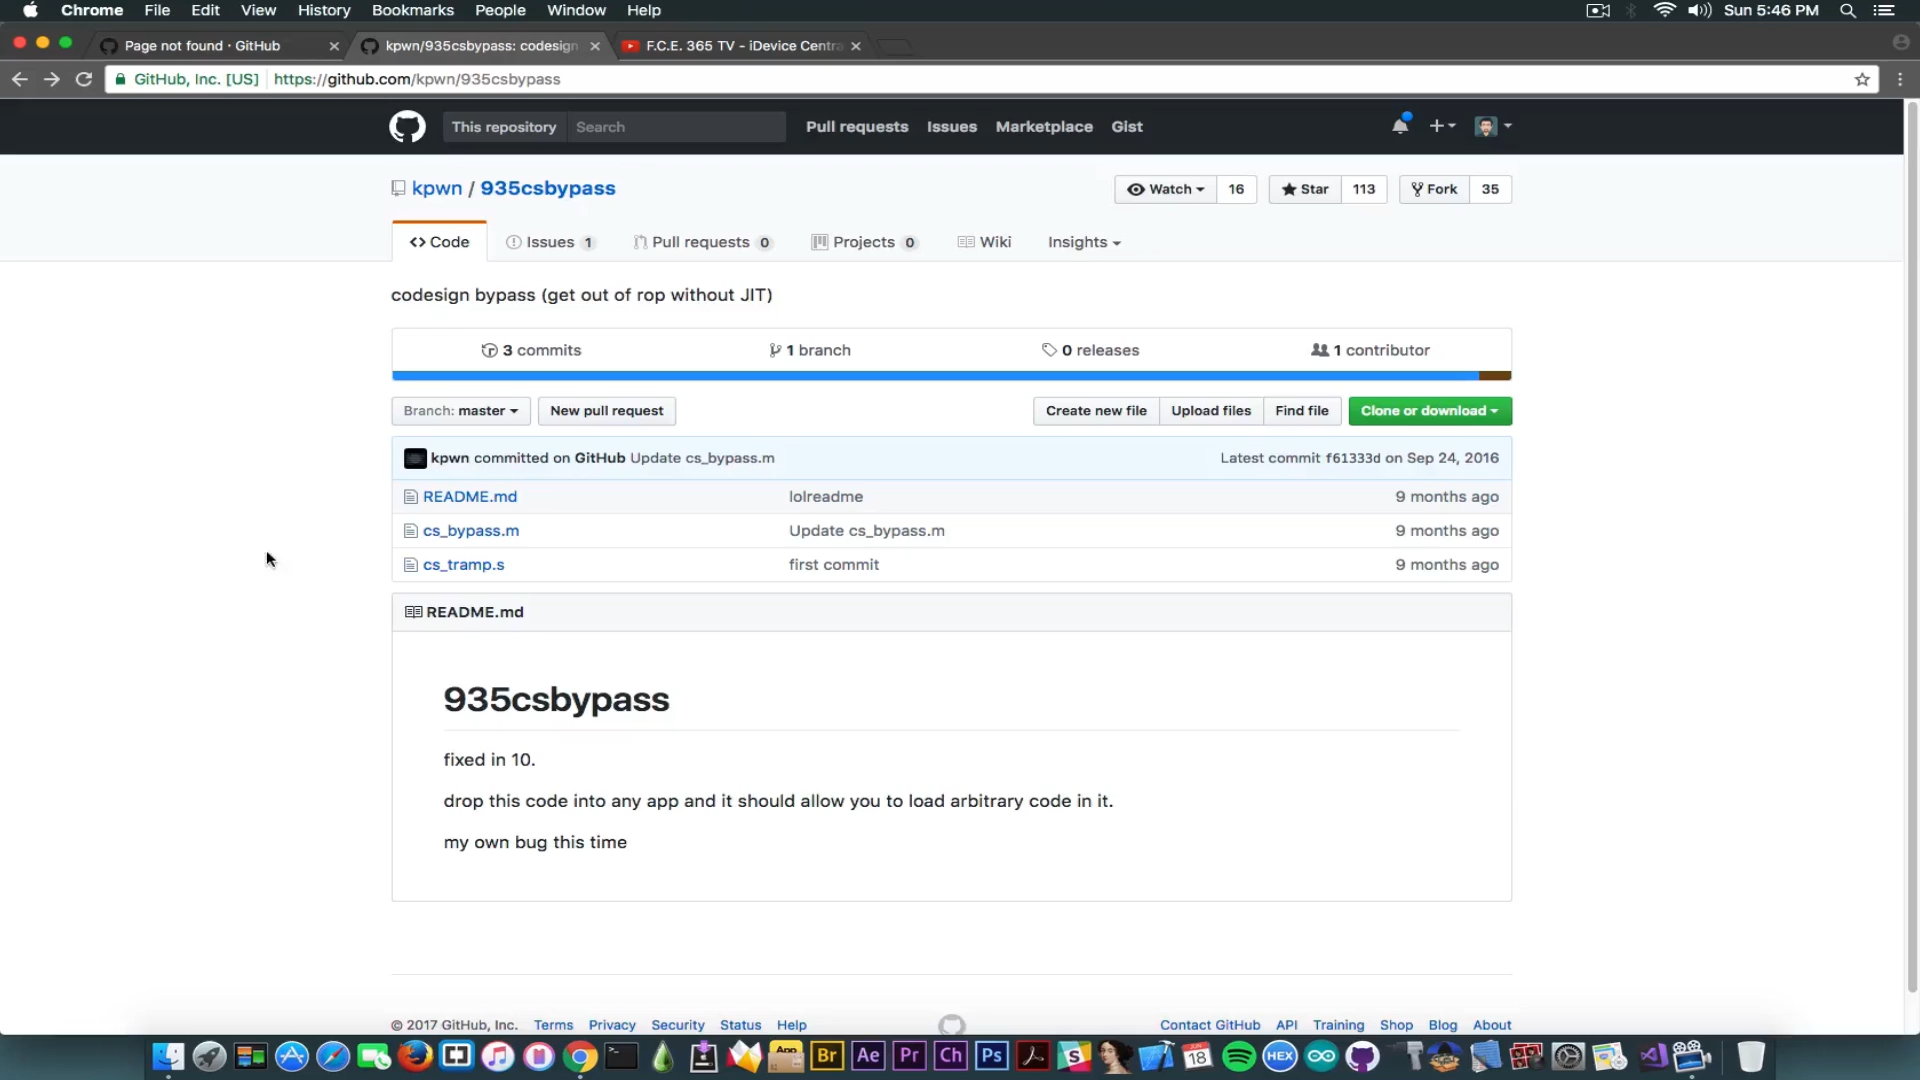 Chrome File Edit View History Bookmarks People Window Help Sun 5:46 PM
Page not found · GitHub kpwn/935csbypass: codesign F.C.E. 365 TV - iDevice Centra
GitHub, Inc. [US] https://github.com/kpwn/935csbypass
This repository Search Pull requests Issues Marketplace Gist
kpwn / 935csbypass Watch 16 Star 113 Fork 35
Code Issues 1 Pull requests 0 Projects 0 Wiki Insights
codesign bypass (get out of rop without JIT)
3 commits 1 branch 0 releases 1 contributor
Branch: master New pull request Create new file Upload files Find file Clone or download
kpwn committed on GitHub Update cs_bypass.m Latest commit f61333d on Sep 24, 2016
README.md lolreadme 9 months ago
cs_bypass.m Update cs_bypass.m 9 months ago
cs_tramp.s first commit 9 months ago
README.md
935csbypass
fixed in 10.
drop this code into any app and it should allow you to load arbitrary code in it.
my own bug this time
© 2017 GitHub, Inc. Terms Privacy Security Status Help Contact GitHub API Training Shop Blog About
App Br Ae Pr Ch Ps S 18 HEX